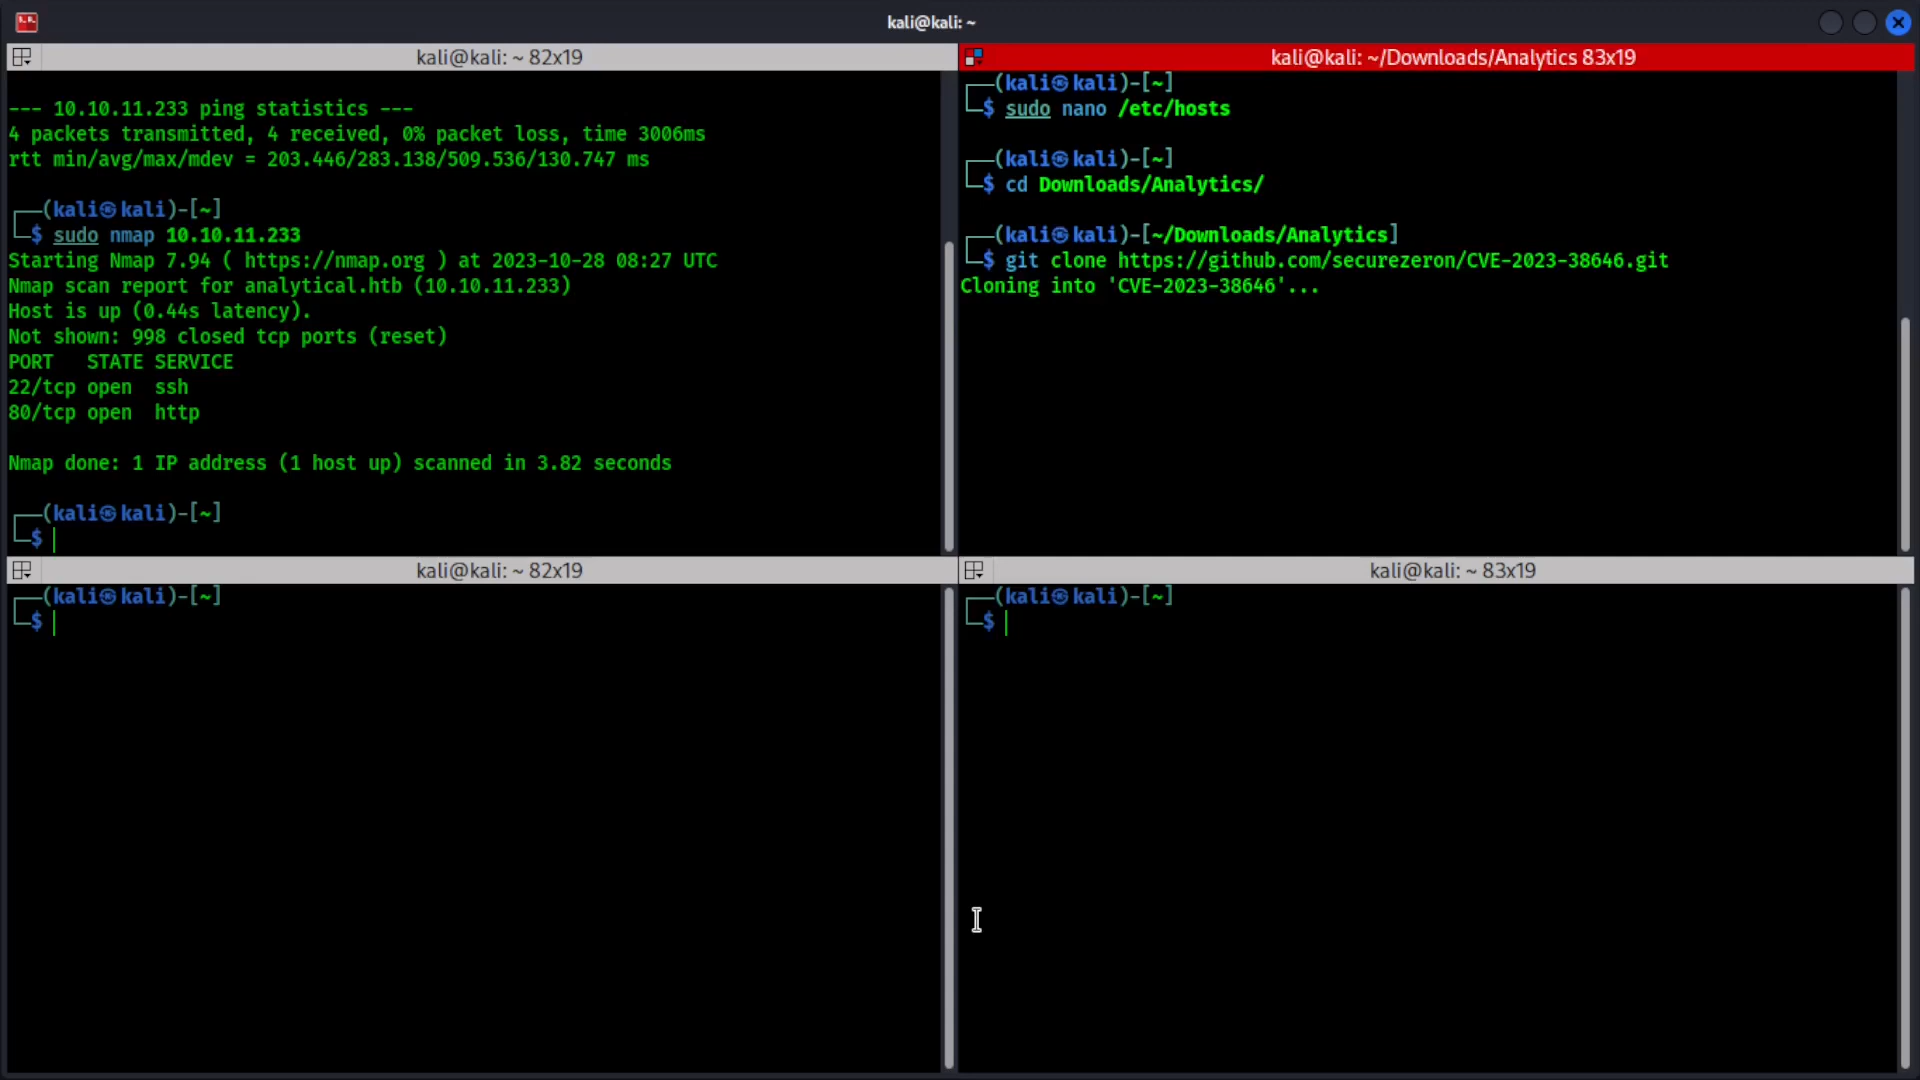 kali@kali: ~
kali@kali: ~ 82x19
--- 10.10.11.233 ping statistics ---
4 packets transmitted, 4 received, 0% packet loss, time 3006ms
rtt min/avg/max/mdev = 203.446/283.138/509.536/130.747 ms
┌──(kali㉿kali)-[~]
└─$ sudo nmap 10.10.11.233
Starting Nmap 7.94 ( https://nmap.org ) at 2023-10-28 08:27 UTC
Nmap scan report for analytical.htb (10.10.11.233)
Host is up (0.44s latency).
Not shown: 998 closed tcp ports (reset)
PORT   STATE SERVICE
22/tcp open  ssh
80/tcp open  http
Nmap done: 1 IP address (1 host up) scanned in 3.82 seconds
┌──(kali㉿kali)-[~]
└─$
kali@kali: ~/Downloads/Analytics 83x19
┌──(kali㉿kali)-[~]
└─$ sudo nano /etc/hosts
┌──(kali㉿kali)-[~]
└─$ cd Downloads/Analytics/
┌──(kali㉿kali)-[~/Downloads/Analytics]
└─$ git clone https://github.com/securezeron/CVE-2023-38646.git
Cloning into 'CVE-2023-38646'...
kali@kali: ~ 82x19
┌──(kali㉿kali)-[~]
└─$
kali@kali: ~ 83x19
┌──(kali㉿kali)-[~]
└─$